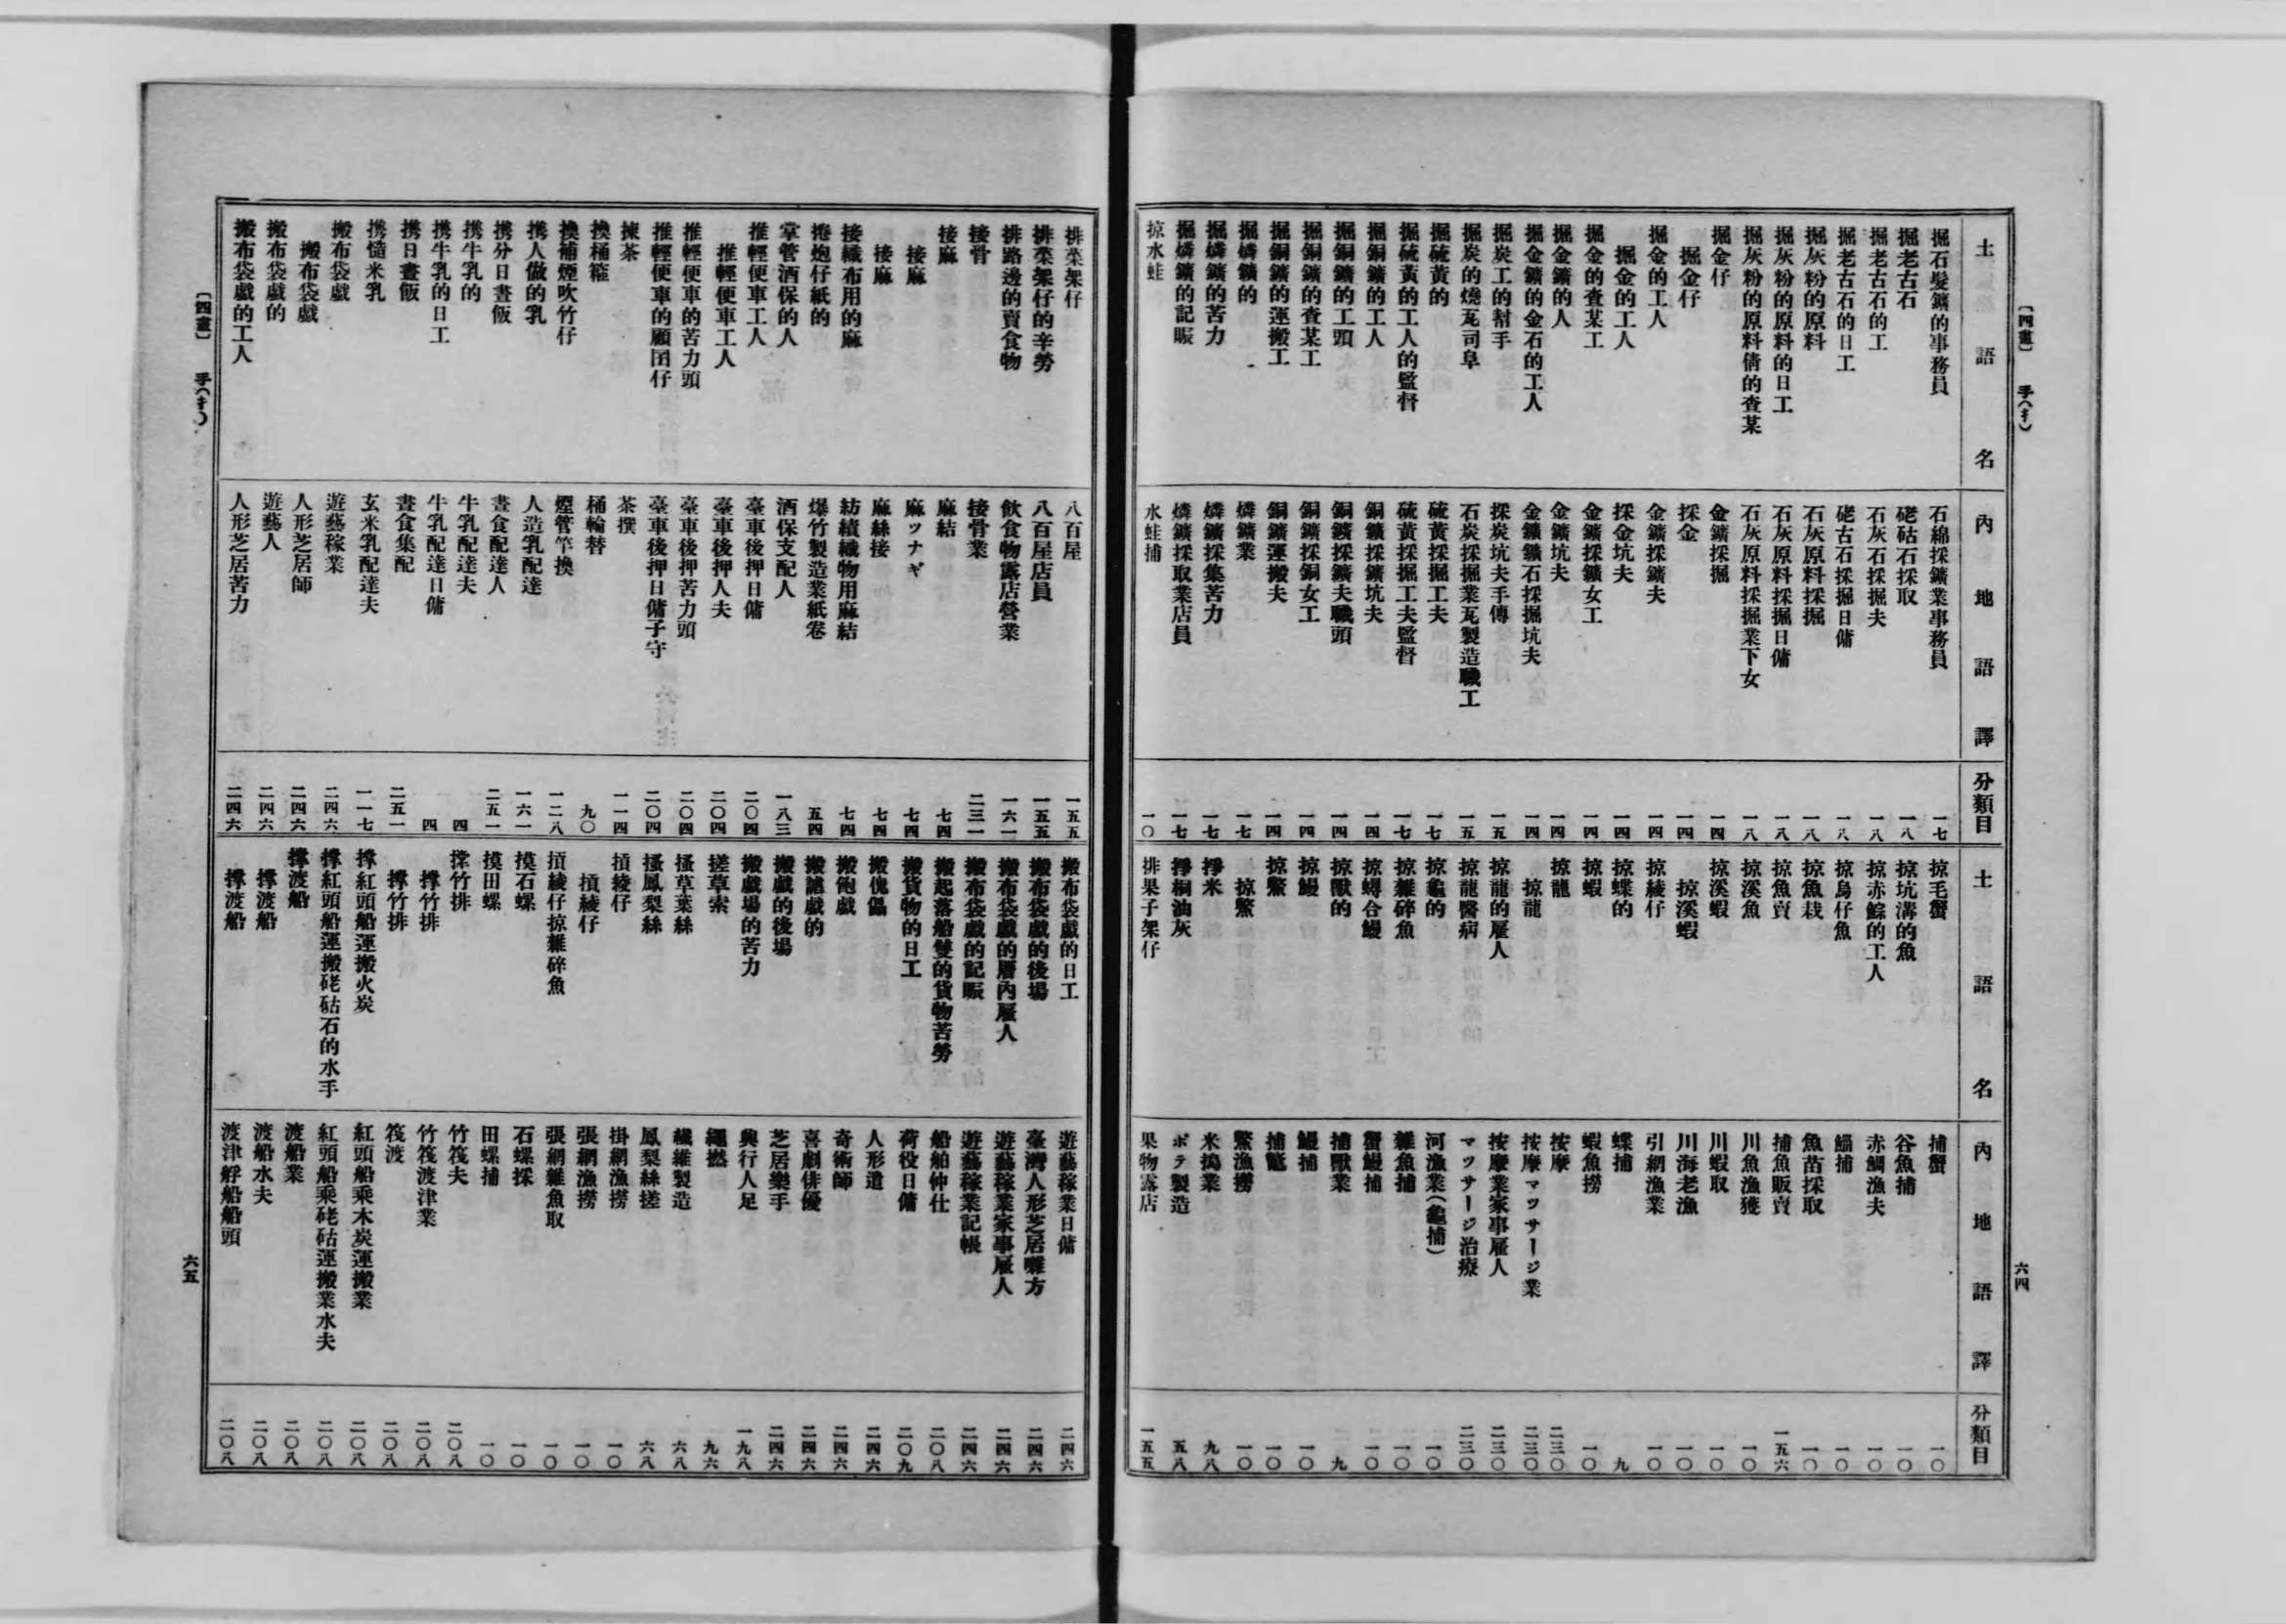 〔四畫〕 手(扌) 六四
土語名 內地語譯 分類目
掘石髮鑛的事務員 石綿採鑛業事務員 一七
掘老古石 硓𥑮石採取 一八
掘老古石的工 石灰石採掘夫 一八
掘老古石的日工 硓古石採掘日傭 一八
掘灰粉的原料 石灰原料採掘 一八
掘灰粉的原料的日工 石灰原料採掘日傭 一八
掘灰粉的原料倩的查某 石灰原料採掘業下女 一八
掘金仔 金鑛採掘 一四
掘金仔 採金 一四
掘金的工人 金鑛採鑛夫 一四
掘金的工人 採金坑夫 一四
掘金的查某工 金鑛採鑛女工 一四
掘金鑛的人 金鑛坑夫 一四
掘金鑛的金石的工人 金鑛鑛石採掘坑夫 一四
掘炭工的幇手 採炭坑夫手傳 一五
掘炭的燒瓦司阜 石炭採掘業瓦製造職工 一五
掘硫黃的 硫黃採掘工夫 一七
掘硫黃的工人的監督 硫黃採掘工夫監督 一七
掘銅鑛的工人 銅鑛採鑛坑夫 一四
掘銅鑛的工頭 銅鑛採鑛夫職頭 一四
掘銅鑛的查某工 銅鑛採銅女工 一四
掘銅鑛的運搬工 銅鑛運搬夫 一四
掘燐鑛的 燐鑛業 一七
掘燐鑛的苦力 燐鑛採集苦力 一七
掘燐鑛的記賬 燐鑛採取業店員 一七
掠水蛙 水蛙捕 一〇
土語名 內地語譯 分類目
掠毛蟹 捕蟹 一〇
掠坑溝的魚 谷魚捕 一〇
掠赤鯮的工人 赤鯛漁夫 一〇
掠烏仔魚 鯔捕 一〇
掠魚栽 魚苗採取 一〇
掠魚賣 捕魚販賣 一五六
掠溪魚 川魚漁獲 一〇
掠溪蝦 川蝦取 一〇
掠溪蝦 川海老漁 一〇
掠綾仔 引網漁業 一〇
掠蝶的 蝶捕 九
掠蝦 蝦魚撈 一〇
掠龍 按摩 二三〇
掠龍 按摩マツサージ業 二三〇
掠龍的雇人 按摩業家事雇人 二三〇
掠龍醫病 マツサージ治療 二三〇
掠龜的 河漁業(龜捕) 一〇
掠雜碎魚 雜魚捕 一〇
掠蟳合鰻 蟹鰻捕 一〇
掠獸的 捕獸業 九
掠鰻 鰻捕 一〇
掠鱉 捕鼈 一〇
掠鱉 鱉漁撈 一〇
掙米 米搗業 九八
掙桐油灰 ポテ製造 五八
排果子架仔 果物露店 一五五
排菜架仔 八百屋 一五五
排菜架仔的辛勞 八百屋店員 一五五
排路邊的賣食物 飮食物露店營業 一六一
接骨 接骨業 二三一
接麻 麻結 七四
接麻 麻ツナギ 七四
接麻 麻絲接 七四
接織布用的麻 紡績織物用麻結 七四
捲炮仔紙的 爆竹製造業紙卷 五四
掌管酒保的人 酒保支配人 一八三
推輕便車工人 臺車後押日傭 二〇四
推輕便車工人 臺車後押人夫 二〇四
推輕便車的苦力頭 臺車後押苦力頭 二〇四
推輕便車的顧囝仔 臺車後押日傭子守 二〇四
揀茶 茶撰 一一四
換桶籠 桶輪替 九〇
換補煙吹竹仔 煙管竿換 一二八
携人做的乳 人造乳配達 一六一
携分日晝飯 晝食配達人 二五一
携牛乳的 牛乳配達夫 四
携牛乳的日工 牛乳配達日傭 四
携日晝飯 晝食集配 二五一
携糙米乳 玄米乳配達夫 一一七
搬布袋戲 遊藝稼業 二四六
搬布袋戲 人形芝居師 二四六
搬布袋戲的 遊藝人 二四六
搬布袋戲的工人 人形芝居苦力 二四六
搬布袋戲的日工 遊藝稼業日傭 二四六
搬布袋戲的後場 臺灣人形芝居囃方 二四六
搬布袋戲的厝內雇人 遊藝稼業家事雇人 二四六
搬布袋戲的記賬 遊藝稼業記帳 二四六
搬起落船雙的貨物苦勞 船舶仲仕 二〇八
搬貨物的日工 荷役日傭 二〇九
搬傀儡 人形遣 二四六
搬飽戲 奇術師 二四六
搬謔戲的 喜劇俳優 二四六
搬戲的後場 芝居樂手 二四六
搬戲場的苦力 興行人足 一九八
搓草索 繩撚 九六
搔草葉絲 纖維製造 六八
搔鳳梨絲 鳳梨絲搓 六八
摃綾仔 掛網漁撈 一〇
摃綾仔 張網漁撈 一〇
摃綾仔掠雜碎魚 張網雜魚取 一〇
摸石螺 石螺採 一〇
摸田螺 田螺捕 一〇
撑竹排 竹筏夫 二〇八
撑竹排 竹筏渡津業 二〇八
撑竹排 筏渡 二〇八
撑紅頭船運搬火炭 紅頭船乘木炭運搬業 二〇八
撑紅頭船運搬硓𥑮石的水手 紅頭船乘硓𥑮運搬業水夫 二〇八
撑渡船 渡船業 二〇八
撑渡船 渡船水夫 二〇八
撑渡船 渡津艀船船頭 二〇八
〔四畫〕 手(扌) 六五